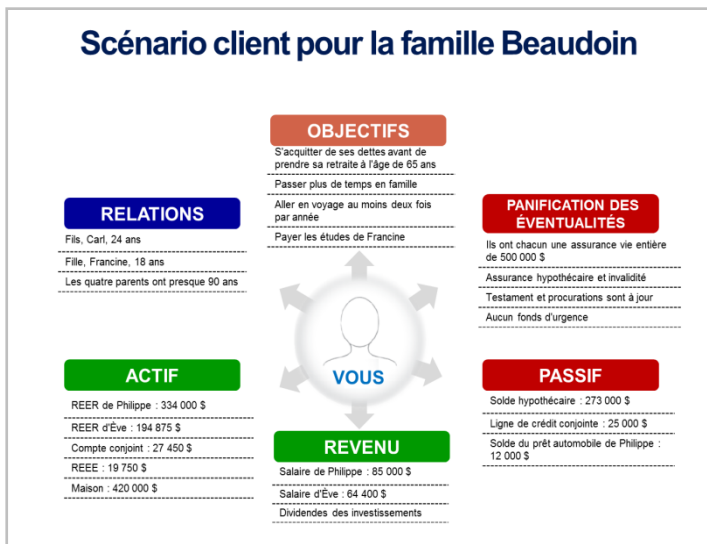 Scénario client pour la famille Beaudoin
OBJECTIFS
S'acquitter de ses dettes avant de
prendre sa retraite à l'âge de 65 ans
Passer plus de temps en famille
Aller en voyage au moins deux fois
par année
Payer les études de Francine
RELATIONS
Fils, Carl, 24 ans
Fille, Francine, 18 ans
Les quatre parents ont presque 90 ans
PANIFICATION DES
ÉVENTUALITÉS
Ils ont chacun une assurance vie entière
de 500 000 $
Assurance hypothécaire et invalidité
Testament et procurations sont à jour
Aucun fonds d'urgence
VOUS
ACTIF
REER de Philippe : 334 000 $
REER d'Ève : 194 875 $
Compte conjoint : 27 450 $
REEE : 19 750 $
Maison : 420 000 $
REVENU
Salaire de Philippe : 85 000 $
Salaire d'Ève : 64 400 $
Dividendes des investissements
PASSIF
Solde hypothécaire : 273 000 $
Ligne de crédit conjointe : 25 000 $
Solde du prêt automobile de Philippe :
12 000 $